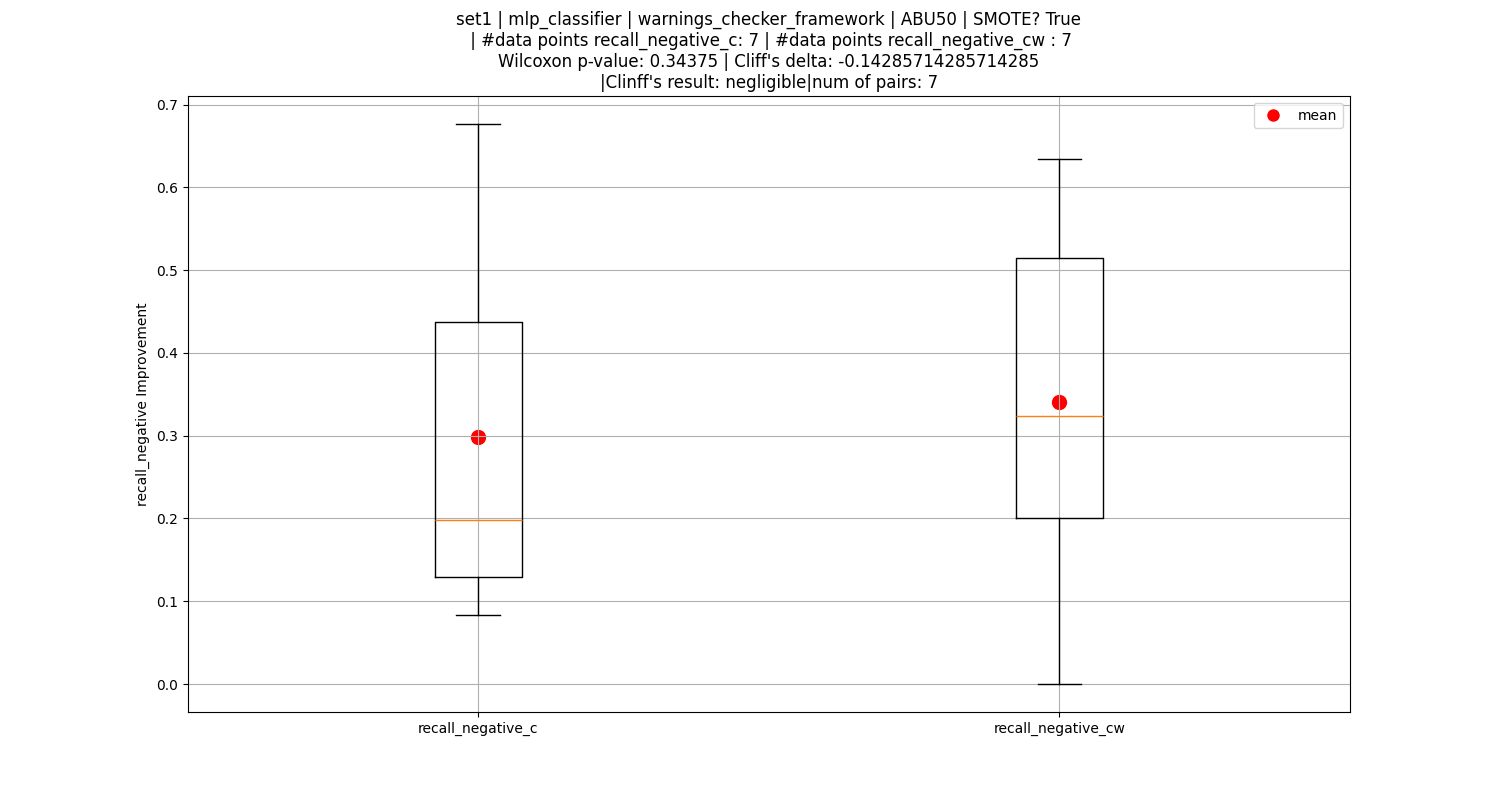 set1 | mlp_classifier | warnings_checker_framework | ABU50 | SMOTE? True
| #data points recall_negative_c: 7 | #data points recall_negative_cw : 7
Wilcoxon p-value: 0.34375 | Cliff's delta: -0.14285714285714285
|Clinff's result: negligible|num of pairs: 7
mean
0.7
0.6
0.5
0.4
0.3
0.2
0.1
0.0
recall_negative Improvement
recall_negative_c
recall_negative_cw